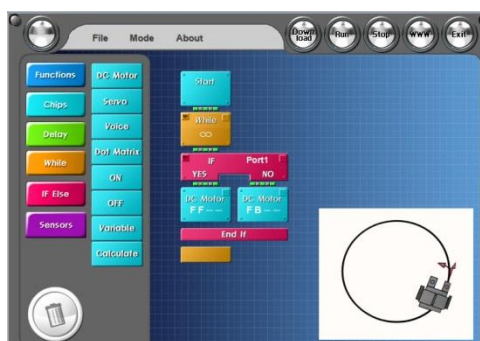 File Mode About
Down load
Run
Stop
WWW
Exit
Functions
Chips
Delay
While
IF Else
Sensors
DC Motor
Servo
Voice
Dot Matrix
ON
OFF
Variable
Calculate
Start
While
∞
IF Port1
YES NO
DC Motor
FF--
DC Motor
FB--
End If